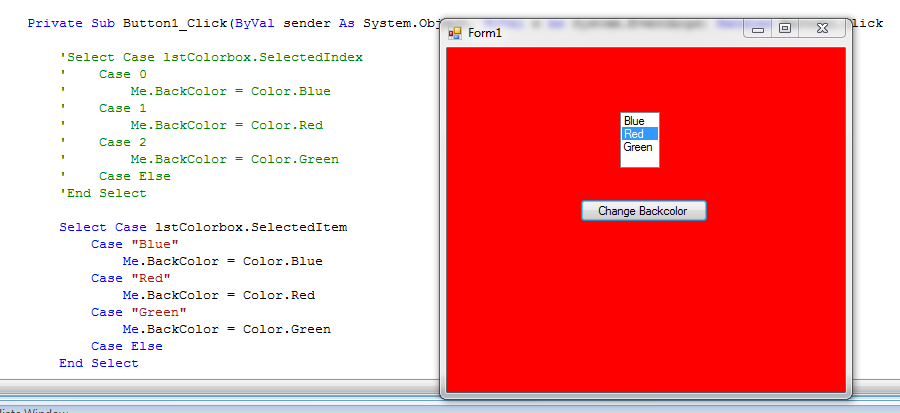 Private Sub Button1_Click(ByVal sender As System.Obj lick
Form1
'Select Case lstColorbox.SelectedIndex
'    Case 0
'        Me.BackColor = Color.Blue
'    Case 1
'        Me.BackColor = Color.Red
'    Case 2
'        Me.BackColor = Color.Green
'    Case Else
'End Select
Select Case lstColorbox.SelectedItem
    Case "Blue"
        Me.BackColor = Color.Blue
    Case "Red"
        Me.BackColor = Color.Red
    Case "Green"
        Me.BackColor = Color.Green
    Case Else
End Select
Blue
Red
Green
Change Backcolor
Window